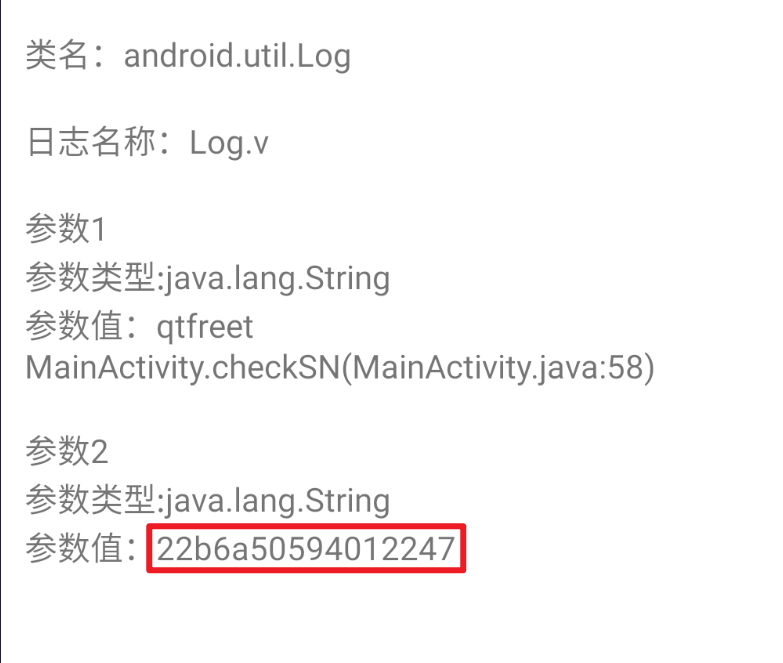 类名：android.util.Log
日志名称：Log.v
参数1
参数类型:java.lang.String
参数值：qtfreet
MainActivity.checkSN(MainActivity.java:58)
参数2
参数类型:java.lang.String
参数值：22b6a50594012247